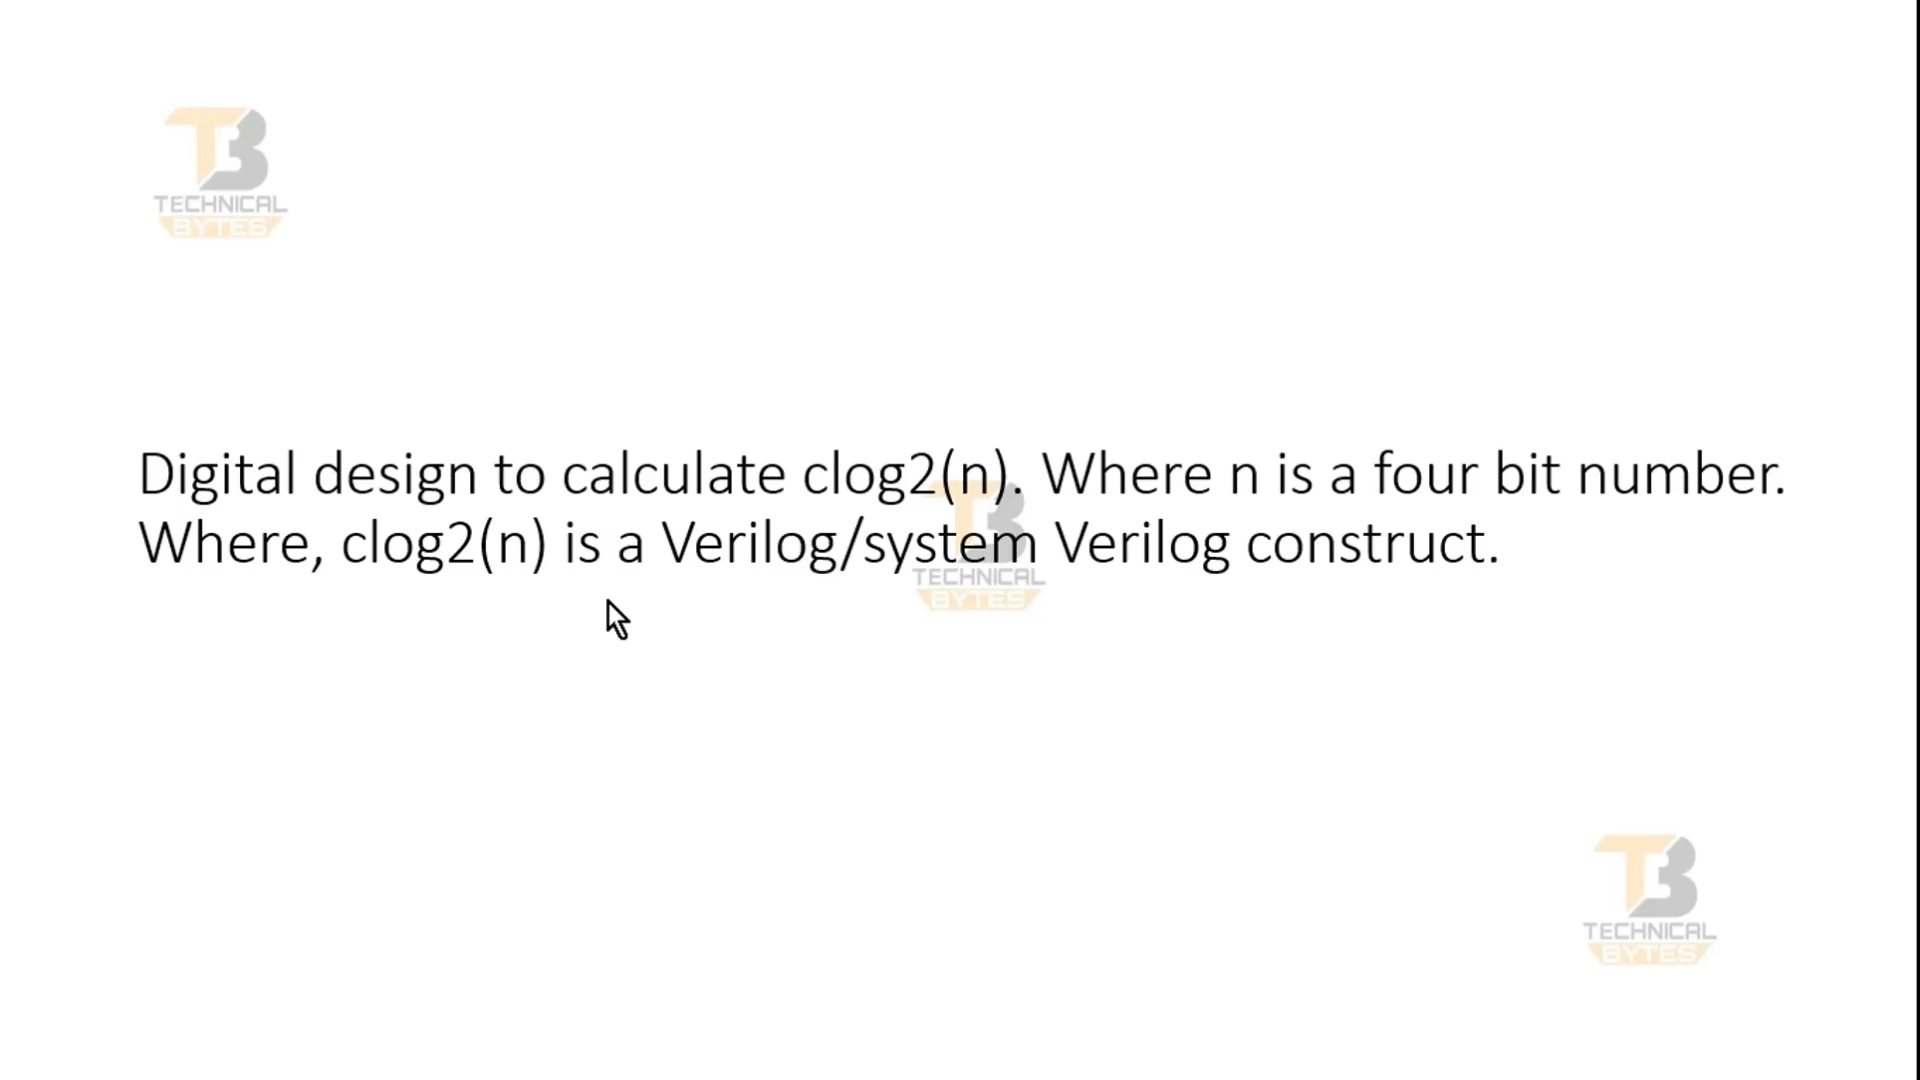 TECHNICAL
BYTES
Digital design to calculate clog2(n). Where n is a four bit number.
Where, clog2(n) is a Verilog/system Verilog construct.
TECHNICAL
BYTES
TECHNICAL
BYTES